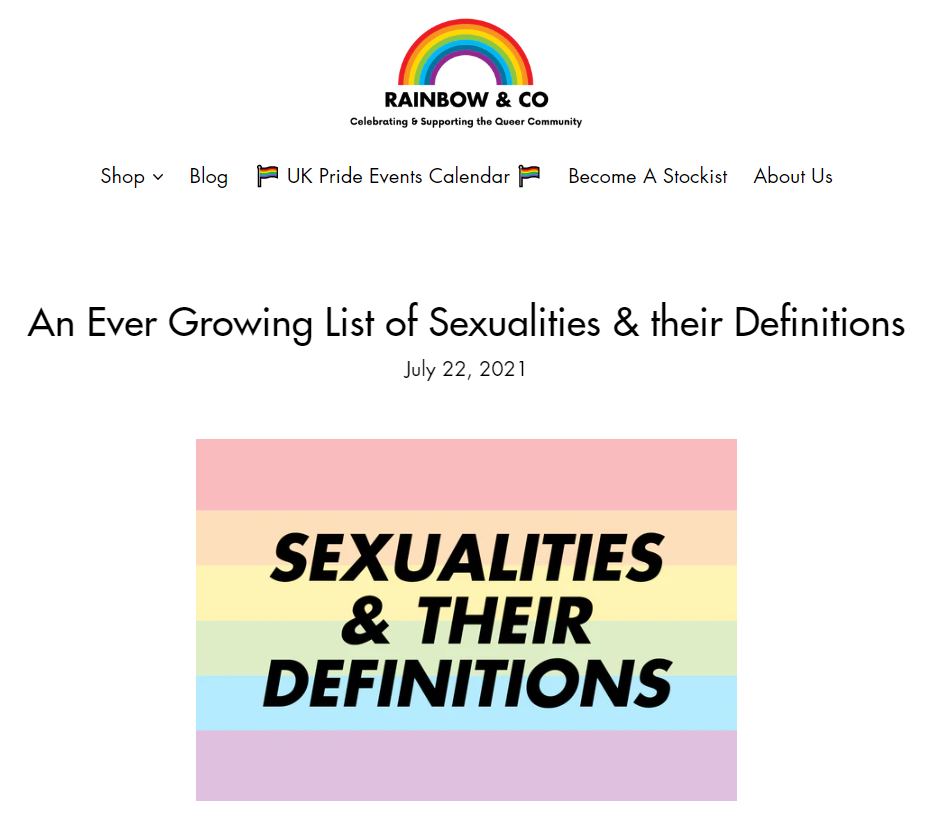 RAINBOW & CO
Celebrating & Supporting the Queer Community
Shop Blog UK Pride Events Calendar Become A Stockist About Us
An Ever Growing List of Sexualities & their Definitions
July 22, 2021
SEXUALITIES
& THEIR
DEFINITIONS